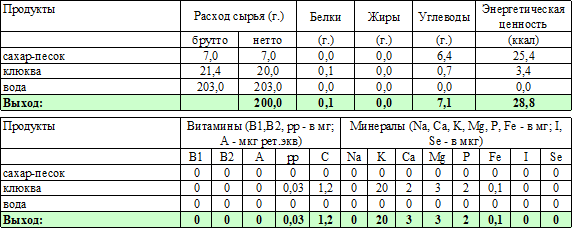 Продукты Расход сырья (г.) Белки Жиры Углеводы Энергетическая ценность
брутто нетто (г.) (г.) (г.) (ккал)
сахар-песок 7,0 7,0 0,0 0,0 6,4 25,4
клюква 21,4 20,0 0,1 0,0 0,7 3,4
вода 203,0 203,0 0,0 0,0 0,0 0,0
Выход: 200,0 0,1 0,0 7,1 28,8
Продукты Витамины (В1,В2, рр - в мг; Минералы (Na, Ca, K, Mg, P, Fe - в мг; I,
А - мкг рет.экв) Se - в мкг)
В1 В2 А рр С Na K Ca Mg P Fe I Se
сахар-песок 0 0 0 0 0 0 0 0 0 0 0 0 0
клюква 0 0 0 0,03 1,2 0 20 2 3 2 0,1 0 0
вода 0 0 0 0 0 0 0 0 0 0 0 0 0
Выход: 0 0 0 0,03 1,2 0 20 3 3 2 0,1 0 0